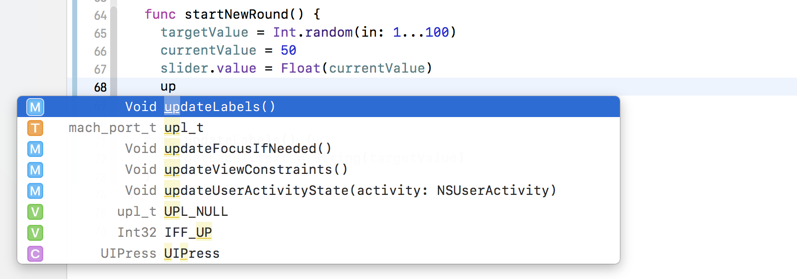 64 func startNewRound() {
65 targetValue = Int.random(in: 1...100)
66 currentValue = 50
67 slider.value = Float(currentValue)
68 up
M Void updateLabels()
T mach_port_t upl_t
M Void updateFocusIfNeeded()
M Void updateViewConstraints()
M Void updateUserActivityState(activity: NSUserActivity)
V upl_t UPL_NULL
V Int32 IFF_UP
C UIPress UIPress